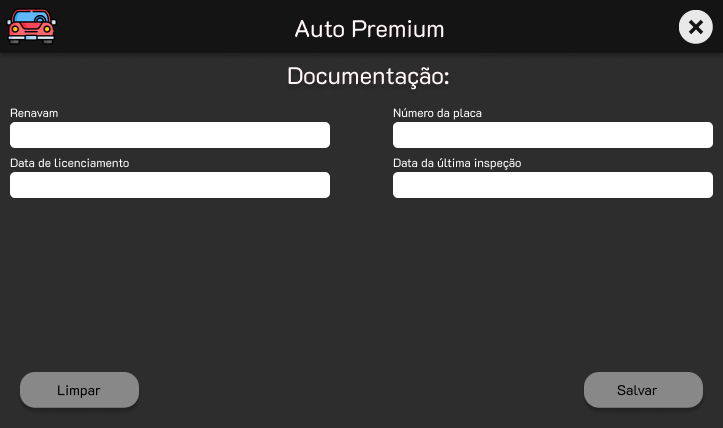 Auto Premium
Documentação:
Renavam
Número da placa
Data de licenciamento
Data da última inspeção
Limpar
Salvar